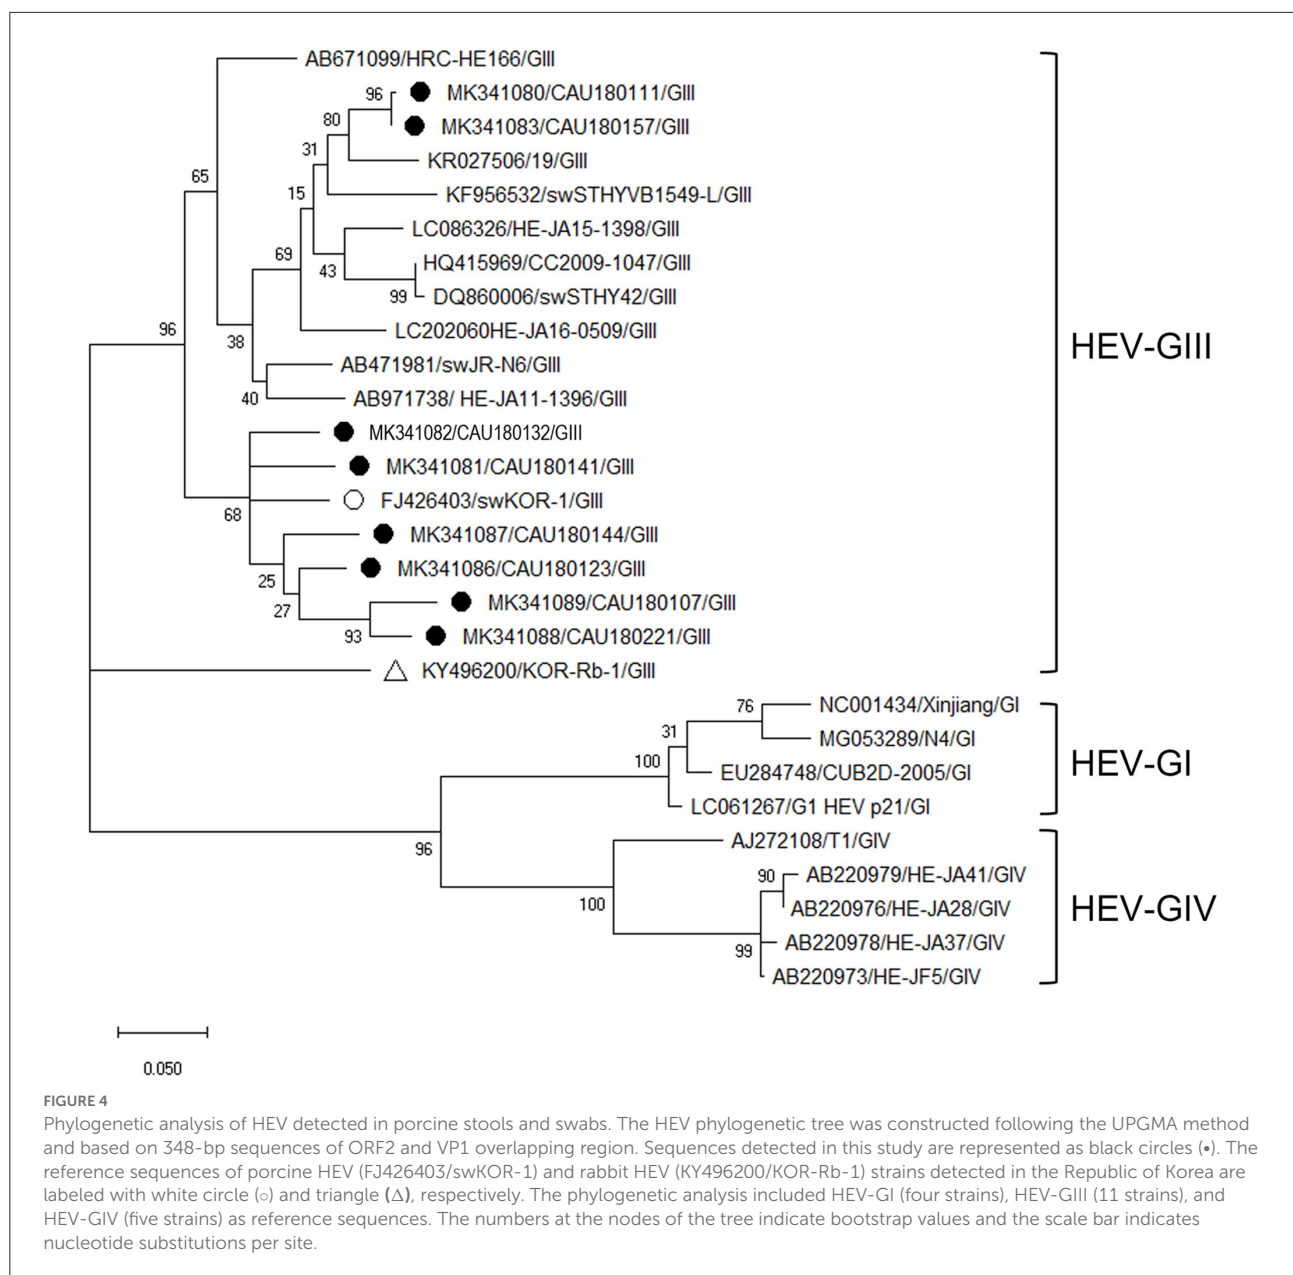 AB671099/HRC-HE166/GIII
96 MK341080/CAU180111/GIII
MK341083/CAU180157/GIII
80
KR027506/19/GIII
31
KF956532/swSTHYVB1549-L/GIII
65
15
LC086326/HE-JA15-1398/GIII
69
HQ415969/CC2009-1047/GIII
43
DQ860006/swSTHY42/GIII
99
LC202060HE-JA16-0509/GIII
96
38
HEV-GIII
AB471981/swJR-N6/GIII
40
AB971738/ HE-JA11-1396/GIII
MK341082/CAU180132/GIII
MK341081/CAU180141/GIII
FJ426403/swKOR-1/GIII
68
MK341087/CAU180144/GIII
MK341086/CAU180123/GIII
25
MK341089/CAU180107/GIII
27
MK341088/CAU180221/GIII
93
KY496200/KOR-Rb-1/GIII
76 NC001434/Xinjiang/GI
31
MG053289/N4/GI
100
HEV-GI
EU284748/CUB2D-2005/GI
LC061267/G1 HEV p21/GI
96
AJ272108/T1/GIV
90 AB220979/HE-JA41/GIV
100
AB220976/HE-JA28/GIV
HEV-GIV
AB220978/HE-JA37/GIV
99
AB220973/HE-JF5/GIV
0.050
FIGURE 4
Phylogenetic analysis of HEV detected in porcine stools and swabs. The HEV phylogenetic tree was constructed following the UPGMA method
and based on 348-bp sequences of ORF2 and VP1 overlapping region. Sequences detected in this study are represented as black circles (•). The
reference sequences of porcine HEV (FJ426403/swKOR-1) and rabbit HEV (KY496200/KOR-Rb-1) strains detected in the Republic of Korea are
labeled with white circle (○) and triangle (Δ), respectively. The phylogenetic analysis included HEV-GI (four strains), HEV-GIII (11 strains), and
HEV-GIV (five strains) as reference sequences. The numbers at the nodes of the tree indicate bootstrap values and the scale bar indicates
nucleotide substitutions per site.